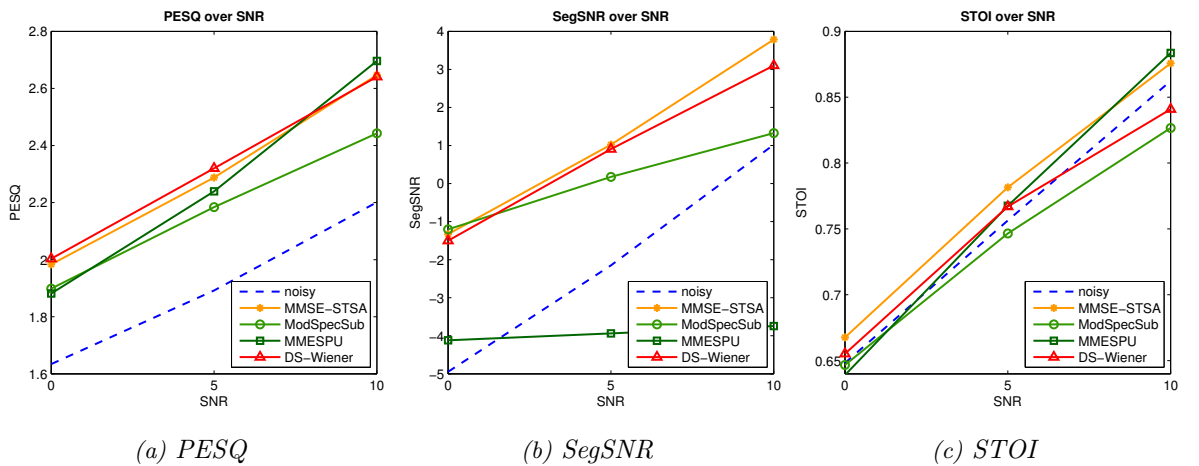 PESQ over SNR
2.8
2.6
2.4
2.2
2
1.8
1.6
PESQ
0
5
10
SNR
noisy
MMSE−STSA
ModSpecSub
MMESPU
DS−Wiener
(a) PESQ
SegSNR over SNR
4
3
2
1
0
−1
−2
−3
−4
−5
SegSNR
0
5
10
SNR
noisy
MMSE−STSA
ModSpecSub
MMESPU
DS−Wiener
(b) SegSNR
STOI over SNR
0.9
0.85
0.8
0.75
0.7
0.65
STOI
0
5
10
SNR
noisy
MMSE−STSA
ModSpecSub
MMESPU
DS−Wiener
(c) STOI